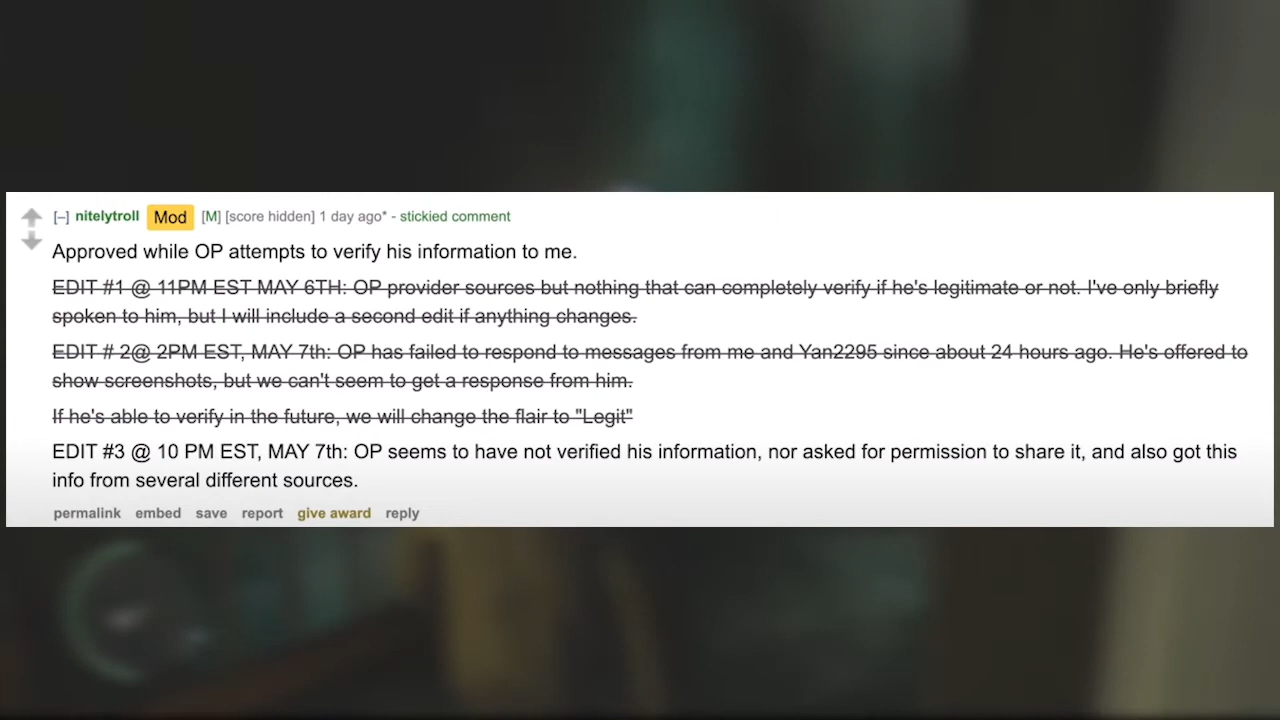 [–] nitelytroll Mod [M] [score hidden] 1 day ago* - stickied comment
Approved while OP attempts to verify his information to me.
EDIT #1 @ 11PM EST MAY 6TH: OP provider sources but nothing that can completely verify if he's legitimate or not. I've only briefly
spoken to him, but I will include a second edit if anything changes.
EDIT # 2@ 2PM EST, MAY 7th: OP has failed to respond to messages from me and Yan2295 since about 24 hours ago. He's offered to
show screenshots, but we can't seem to get a response from him.
If he's able to verify in the future, we will change the flair to "Legit"
EDIT #3 @ 10 PM EST, MAY 7th: OP seems to have not verified his information, nor asked for permission to share it, and also got this
info from several different sources.
permalink embed save report give award reply